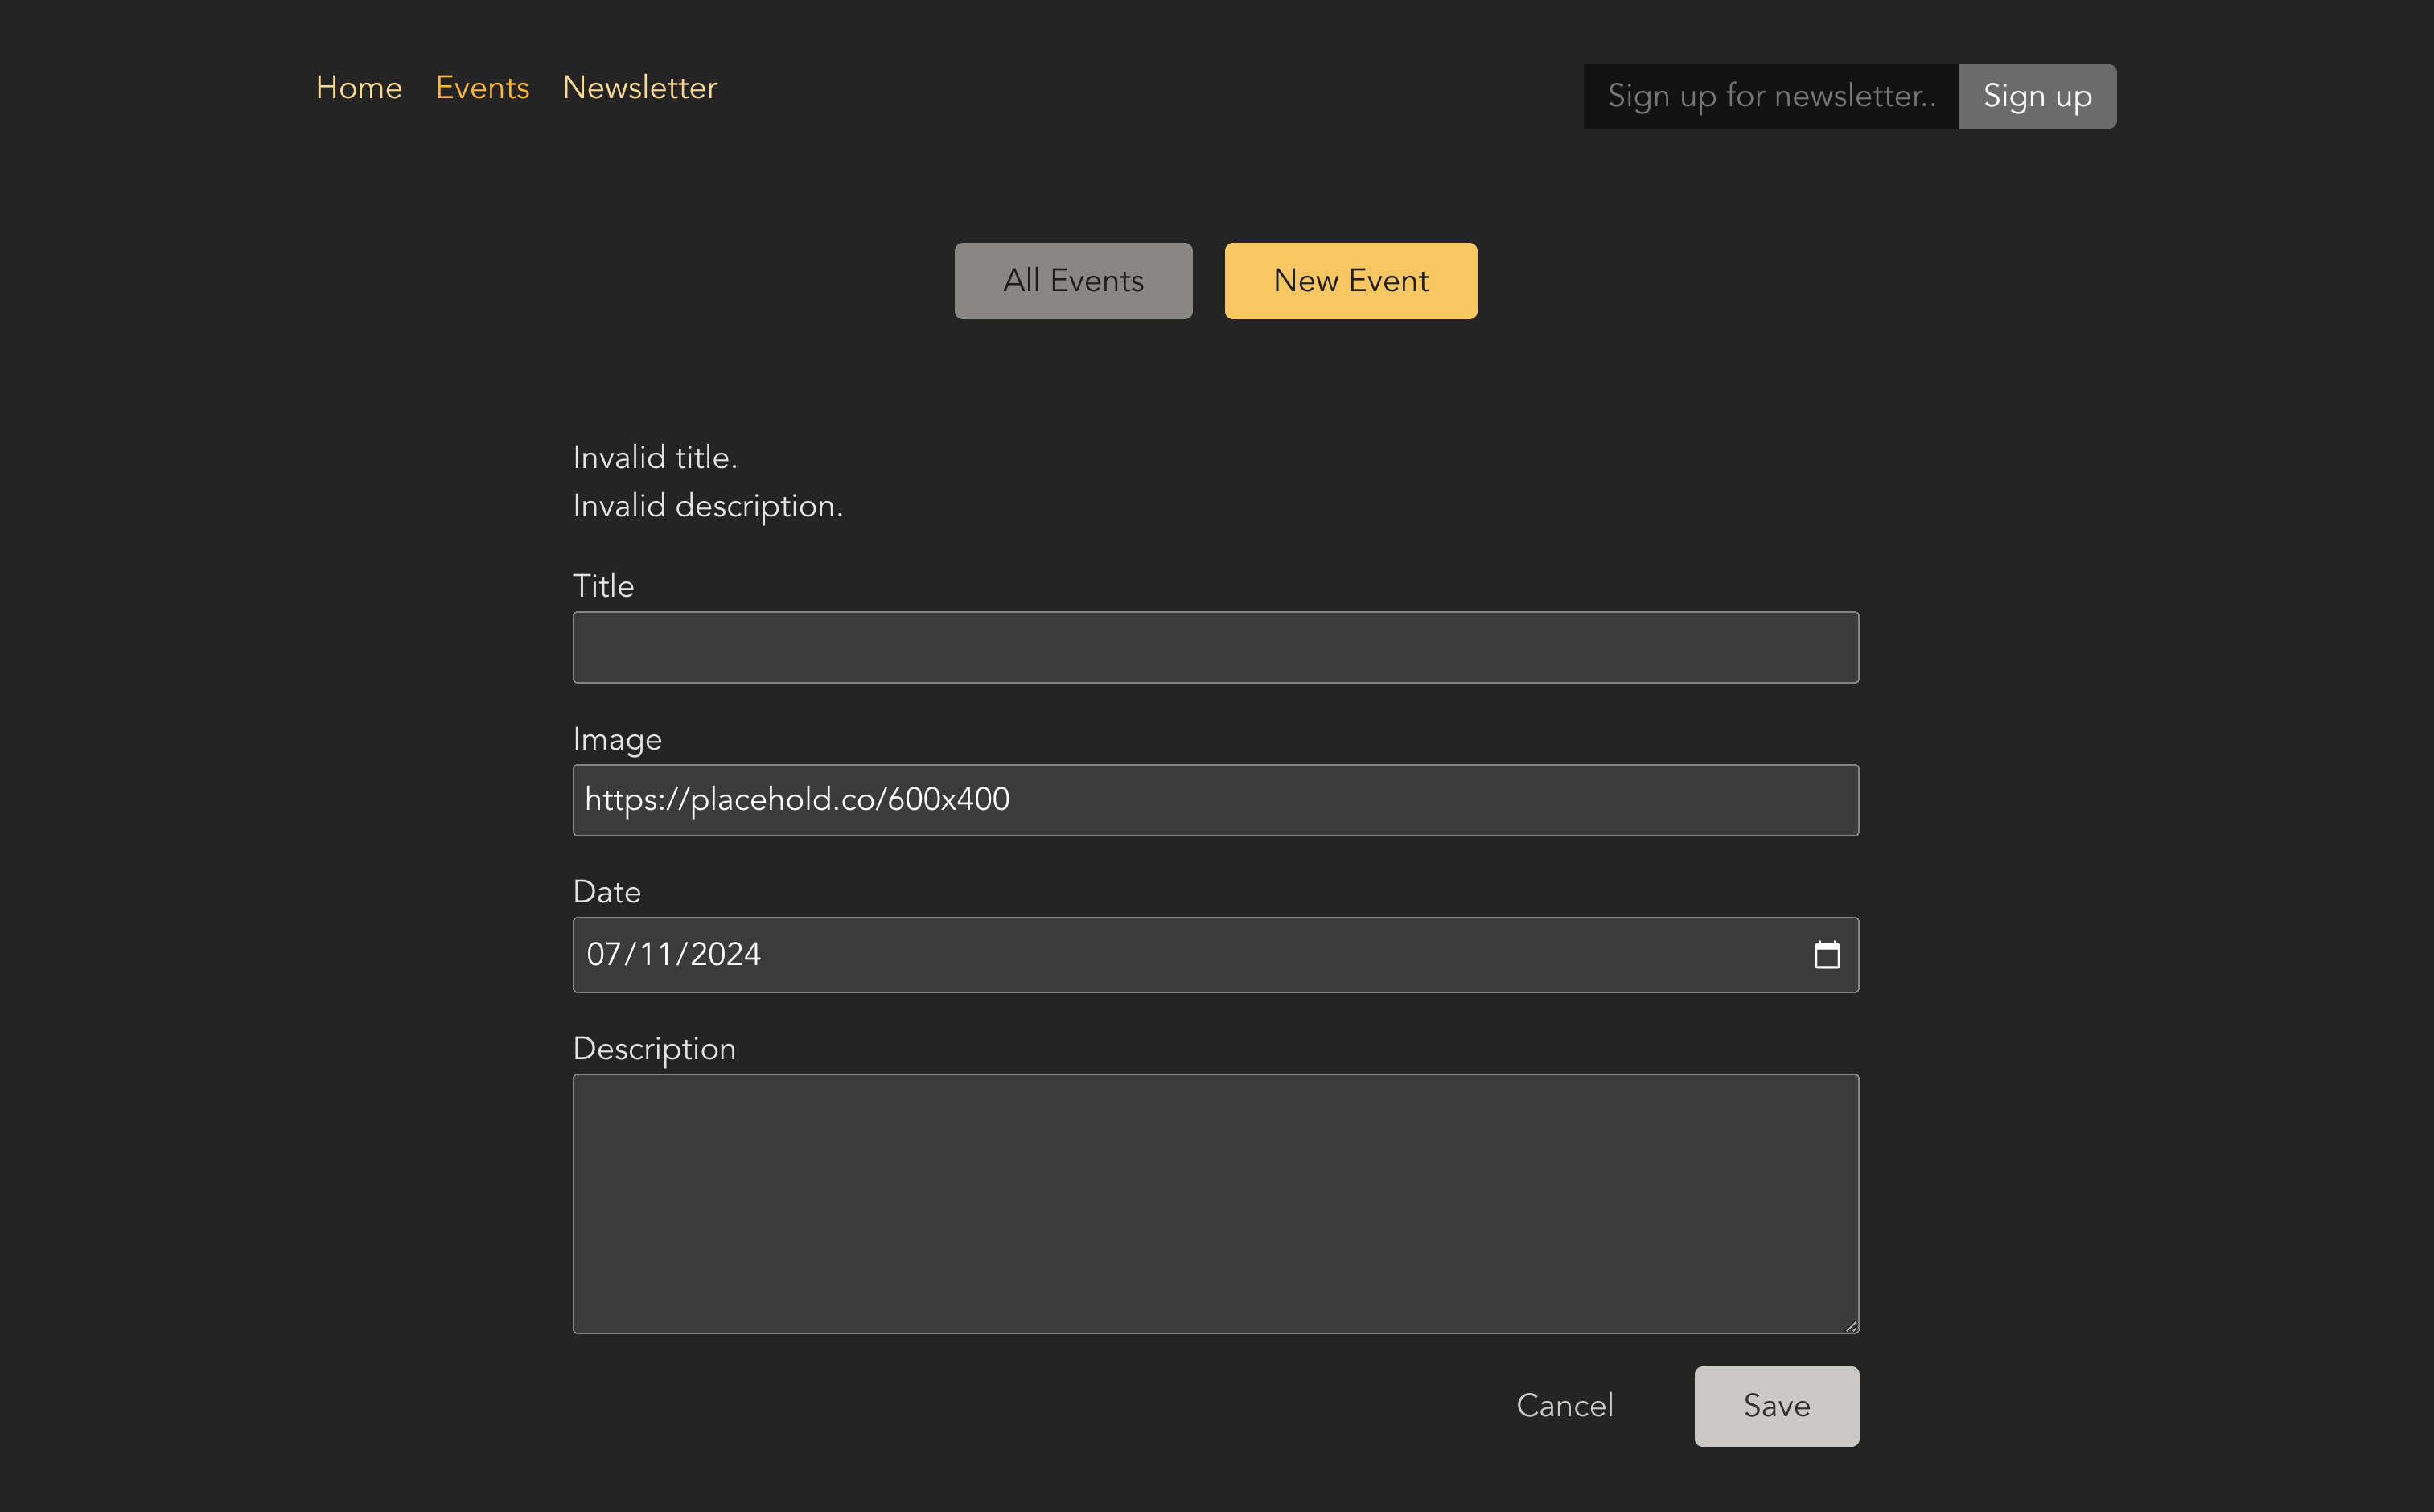 Home Events Newsletter Sign up for newsletter.. Sign up
All Events New Event
Invalid title.
Invalid description.
Title
Image
https://placehold.co/600x400
Date
07/11/2024
Description
Cancel Save